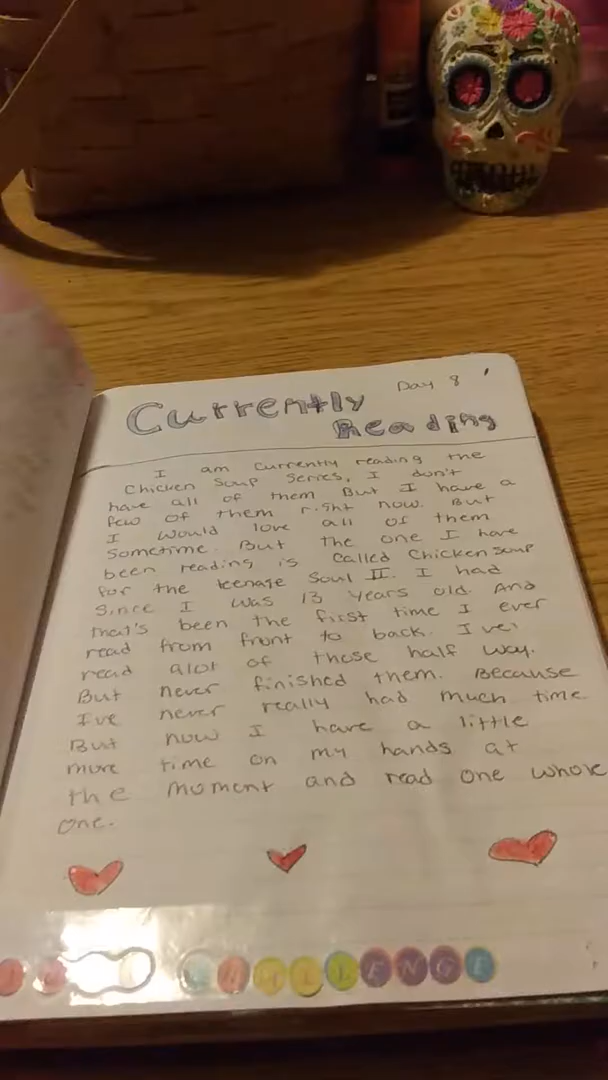 Day 8
Currently
Reading
I am currently reading the
Chicken Soup Series, I don't
have all of them But I have a
few of them right now. But
I would love all of them
Sometime. But the one I have
been reading is called Chicken soup
for the teenage Soul II. I had
Since I was 13 years old. And
that's been the first time I ever
read from front to back. I've
read alot of those half way.
But never finished them. Because
I've never really had much time
But now I have a little
more time on my hands at
the moment and read one whole
one.
LLENGE